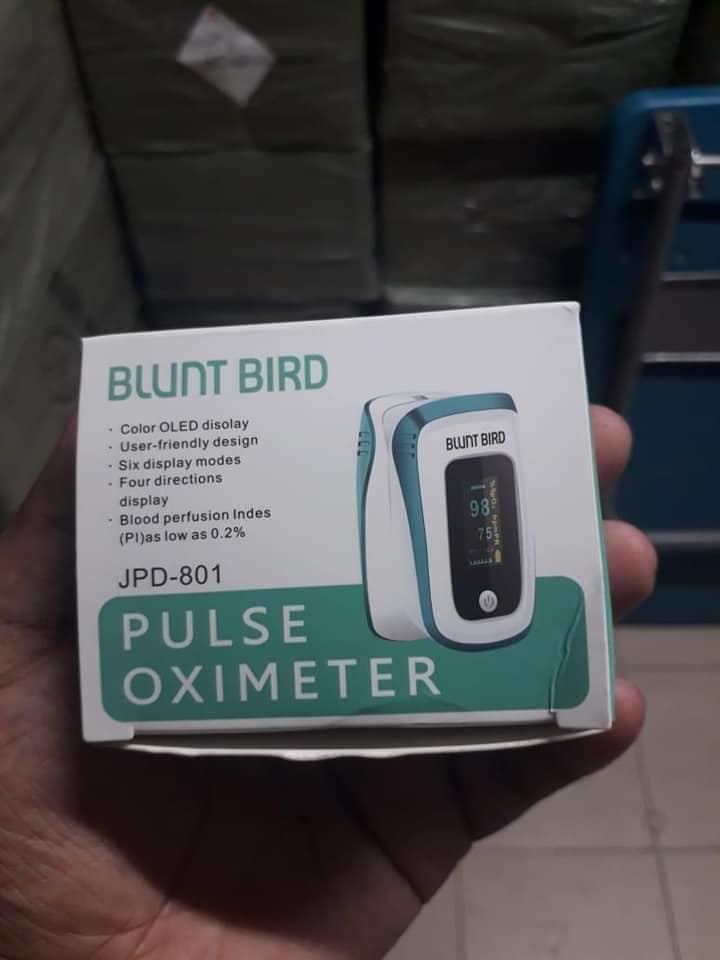 BLUNT BIRD
· Color OLED disolay
· User-friendly design
· Six display modes
· Four directions
display
· Blood perfusion Indes
(PI)as low as 0.2%
JPD-801
PULSE
OXIMETER
BLUNT BIRD
98
75